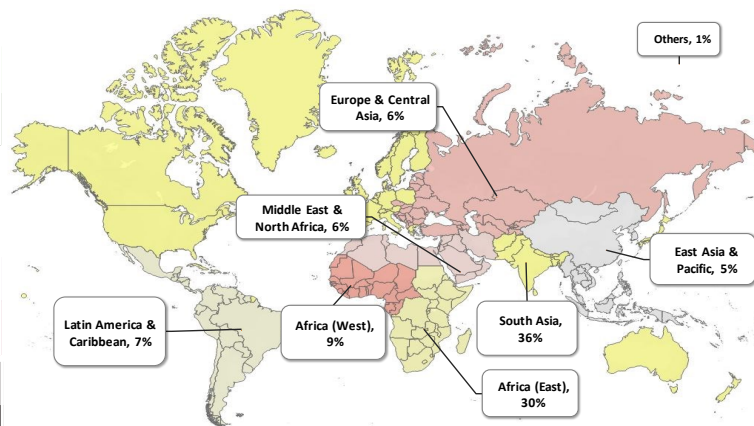 Others, 1%
Europe & Central
Asia, 6%
Middle East &
North Africa, 6%
East Asia &
Pacific, 5%
Latin America &
Caribbean, 7%
Africa (West),
9%
South Asia,
36%
Africa (East),
30%